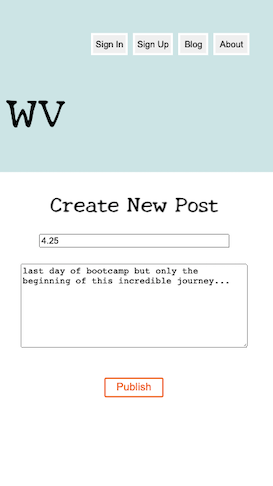 Sign In Sign Up Blog About
WV
Create New Post
4.25
last day of bootcamp but only the
beginning of this incredible journey...
Publish